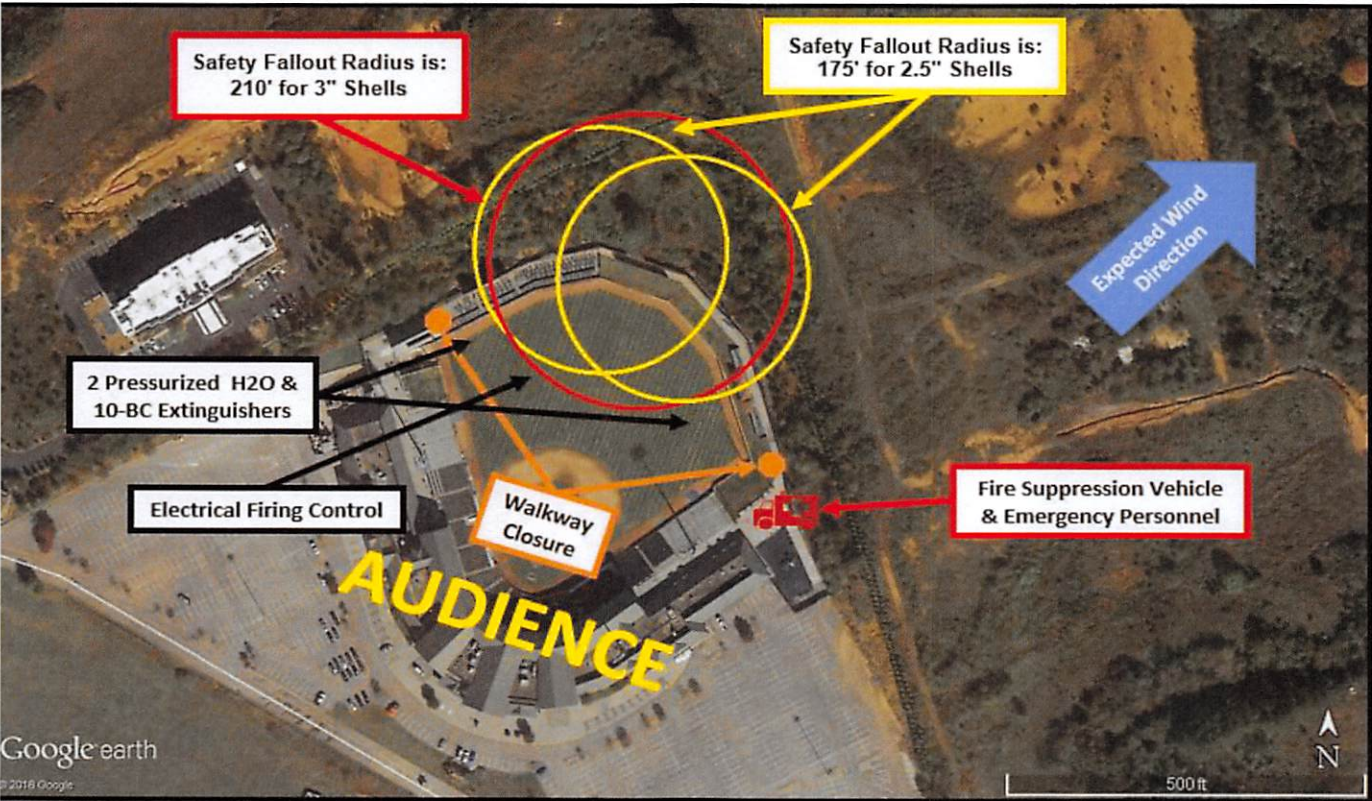 Safety Fallout Radius is:
210' for 3" Shells
Safety Fallout Radius is:
175' for 2.5" Shells
Expected Wind
Direction
2 Pressurized H2O &
10-BC Extinguishers
Electrical Firing Control
Walkway
Closure
Fire Suppression Vehicle
& Emergency Personnel
AUDIENCE
Google earth
© 2018 Google
N
500 ft